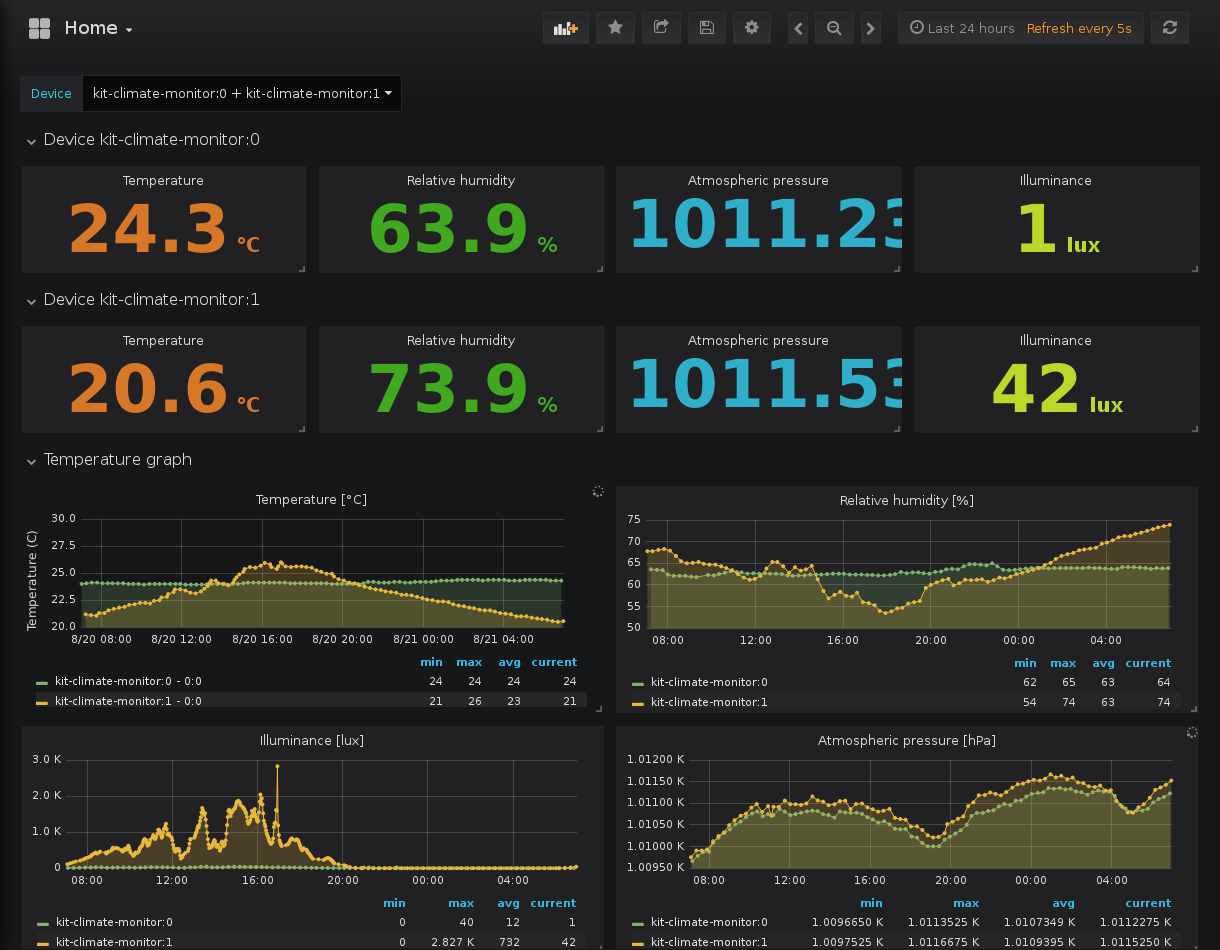 Home
Last 24 hours Refresh every 5s
Device kit-climate-monitor:0 + kit-climate-monitor:1
Device kit-climate-monitor:0
Temperature Relative humidity Atmospheric pressure Illuminance
24.3 °C 63.9 % 1011.23 1 lux
Device kit-climate-monitor:1
Temperature Relative humidity Atmospheric pressure Illuminance
20.6 °C 73.9 % 1011.53 42 lux
Temperature graph
Temperature [°C]
Temperature (C)
30.0
27.5
25.0
22.5
20.0
8/20 08:00 8/20 12:00 8/20 16:00 8/20 20:00 8/21 00:00 8/21 04:00
min max avg current
kit-climate-monitor:0 - 0:0 24 24 24 24
kit-climate-monitor:1 - 0:0 21 26 23 21
Relative humidity [%]
75
70
65
60
55
50
08:00 12:00 16:00 20:00 00:00 04:00
min max avg current
kit-climate-monitor:0 62 65 63 64
kit-climate-monitor:1 54 74 63 74
Illuminance [lux]
3.0 K
2.0 K
1.0 K
0
08:00 12:00 16:00 20:00 00:00 04:00
min max avg current
kit-climate-monitor:0 0 40 12 1
kit-climate-monitor:1 0 2.827 K 732 42
Atmospheric pressure [hPa]
1.01200 K
1.01150 K
1.01100 K
1.01050 K
1.01000 K
1.00950 K
08:00 12:00 16:00 20:00 00:00 04:00
min max avg current
kit-climate-monitor:0 1.0096650 K 1.0113525 K 1.0107349 K 1.0112275 K
kit-climate-monitor:1 1.0097525 K 1.0116675 K 1.0109395 K 1.0115250 K